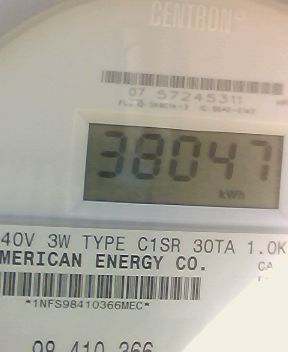 CENTRON®
07 57245311
38047
kWh
40V 3W TYPE C1SR 30TA 1.0K
MERICAN ENERGY CO.
CA
*1NFS98410366MEC*
98 410 366